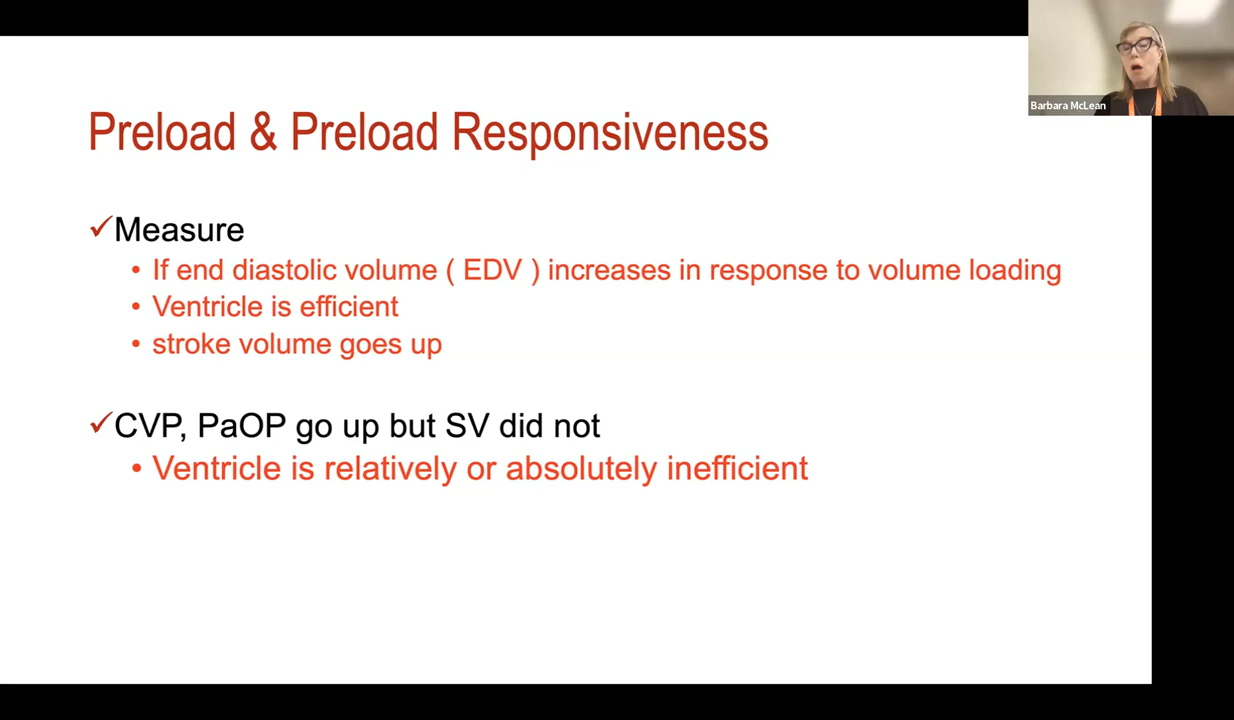 Barbara McLean
Preload & Preload Responsiveness
✓Measure
• If end diastolic volume ( EDV ) increases in response to volume loading
• Ventricle is efficient
• stroke volume goes up
✓CVP, PaOP go up but SV did not
• Ventricle is relatively or absolutely inefficient